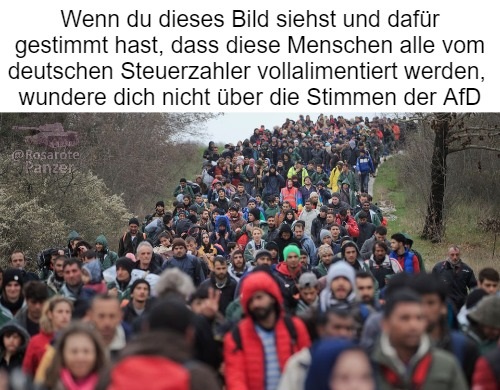 Wenn du dieses Bild siehst und dafür
gestimmt hast, dass diese Menschen alle vom
deutschen Steuerzahler vollalimentiert werden,
wundere dich nicht über die Stimmen der AfD
@Rosarote
Panzer